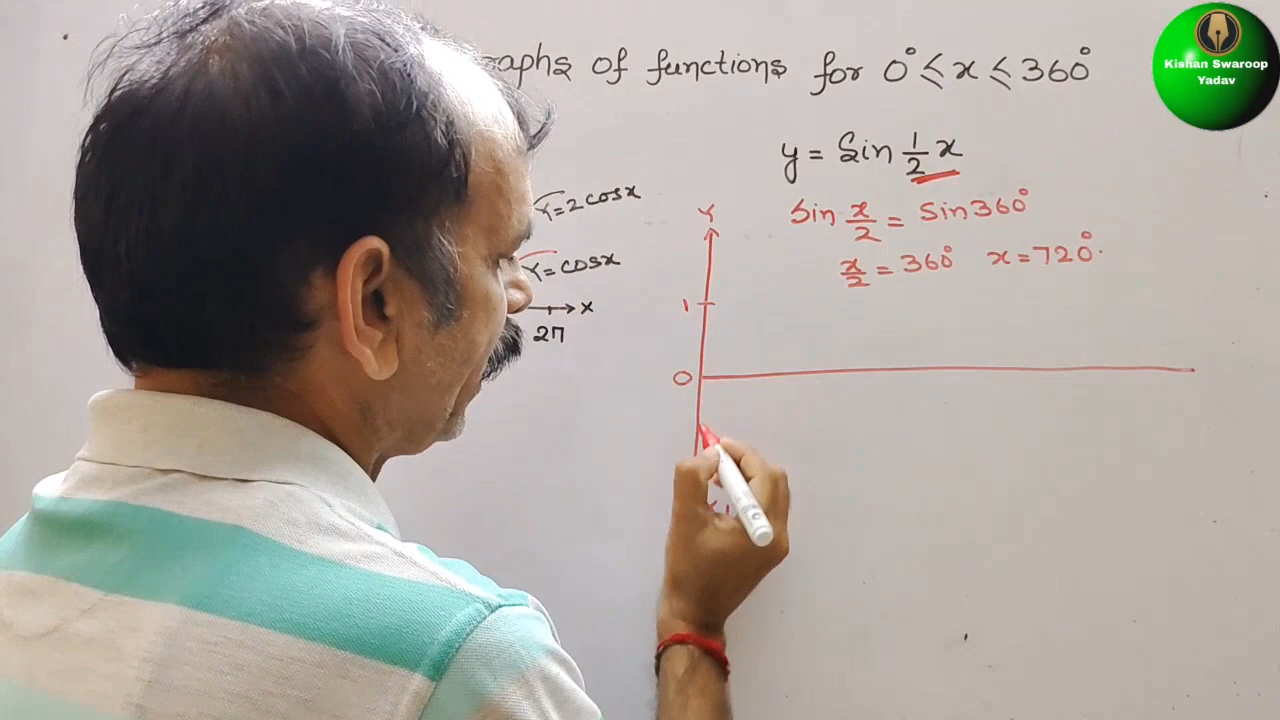 of functions for 0° ≤ x ≤ 360°
Kishan Swaroop
Yadav
y = Sin 1/2 x
Y=2cosx
Y=cosx
X
2π
Sin x/2 = Sin360°
x/2 = 360° x=720°.
Y
1
0